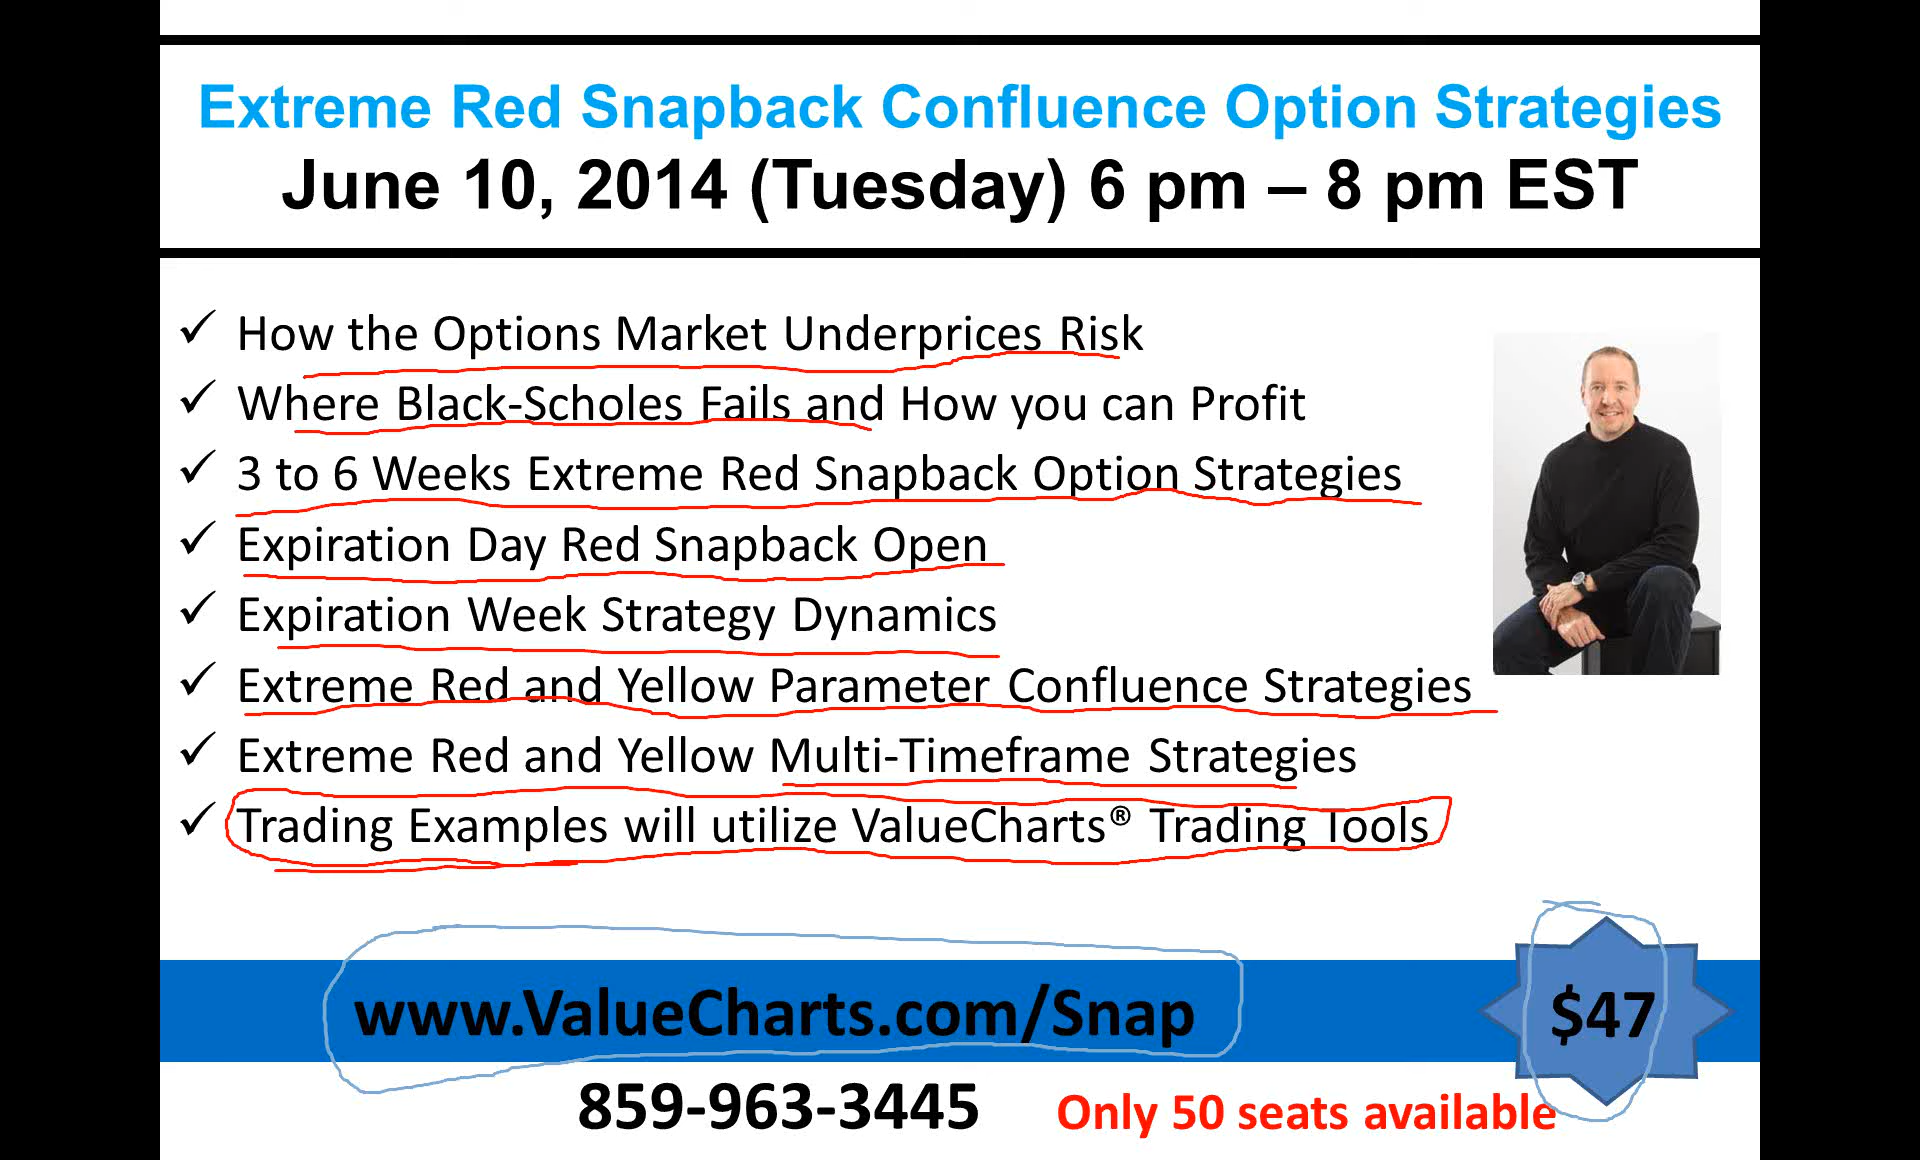 Extreme Red Snapback Confluence Option Strategies
June 10, 2014 (Tuesday) 6 pm – 8 pm EST
✓ How the Options Market Underprices Risk
✓ Where Black-Scholes Fails and How you can Profit
✓ 3 to 6 Weeks Extreme Red Snapback Option Strategies
✓ Expiration Day Red Snapback Open
✓ Expiration Week Strategy Dynamics
✓ Extreme Red and Yellow Parameter Confluence Strategies
✓ Extreme Red and Yellow Multi-Timeframe Strategies
✓ Trading Examples will utilize ValueCharts® Trading Tools
www.ValueCharts.com/Snap
$47
859-963-3445
Only 50 seats available